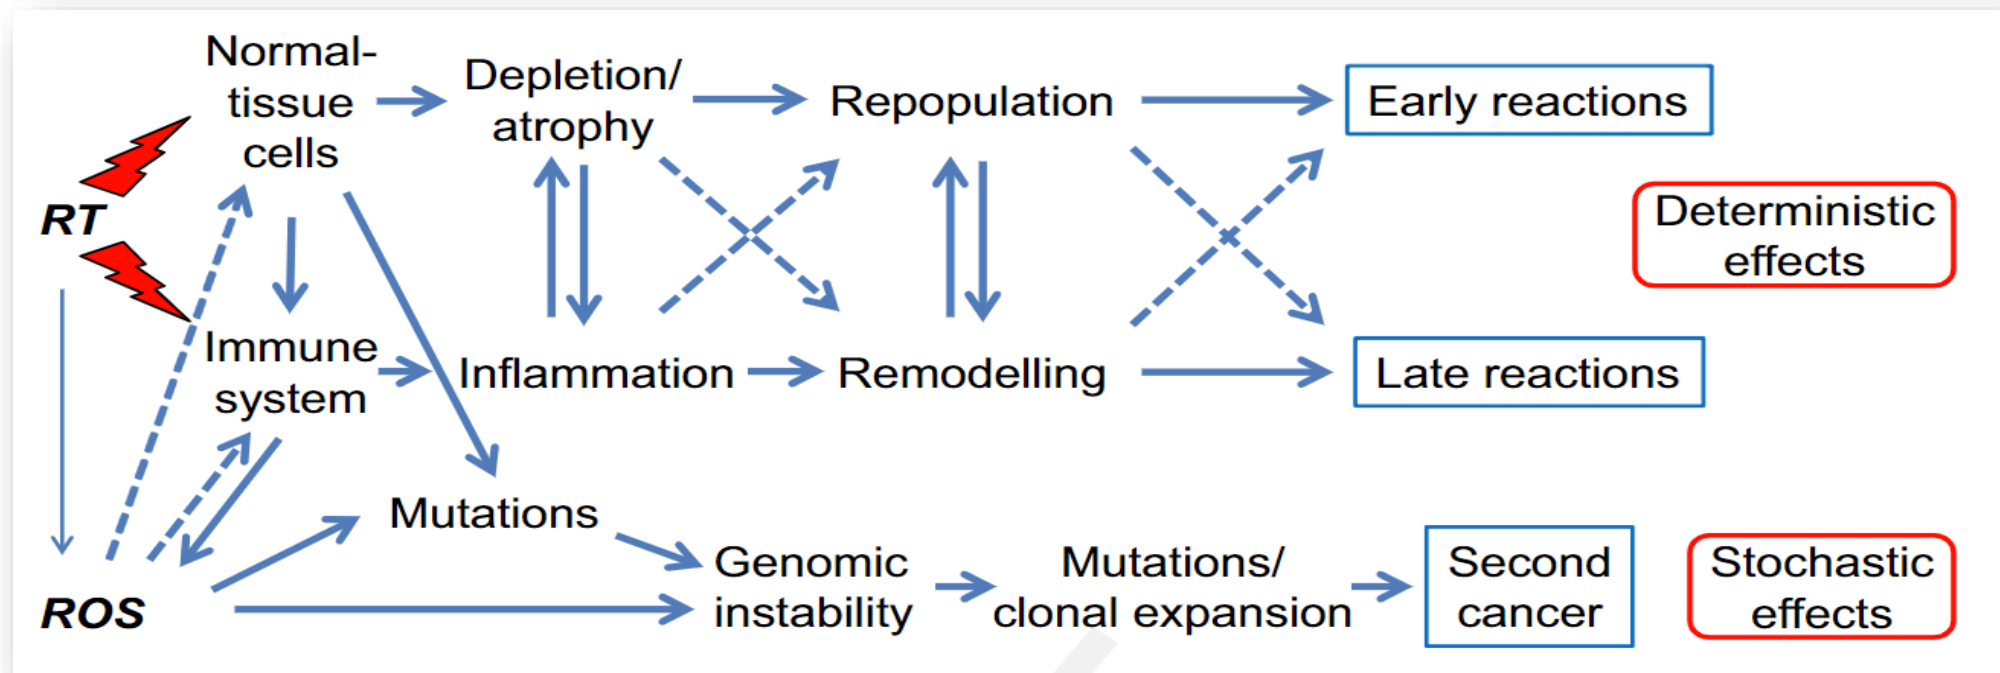 Normal-
tissue
cells
Depletion/
atrophy
Repopulation
Early reactions
RT
Deterministic
effects
Immune
system
Inflammation
Remodelling
Late reactions
Mutations
Genomic
instability
Mutations/
clonal expansion
Second
cancer
Stochastic
effects
ROS